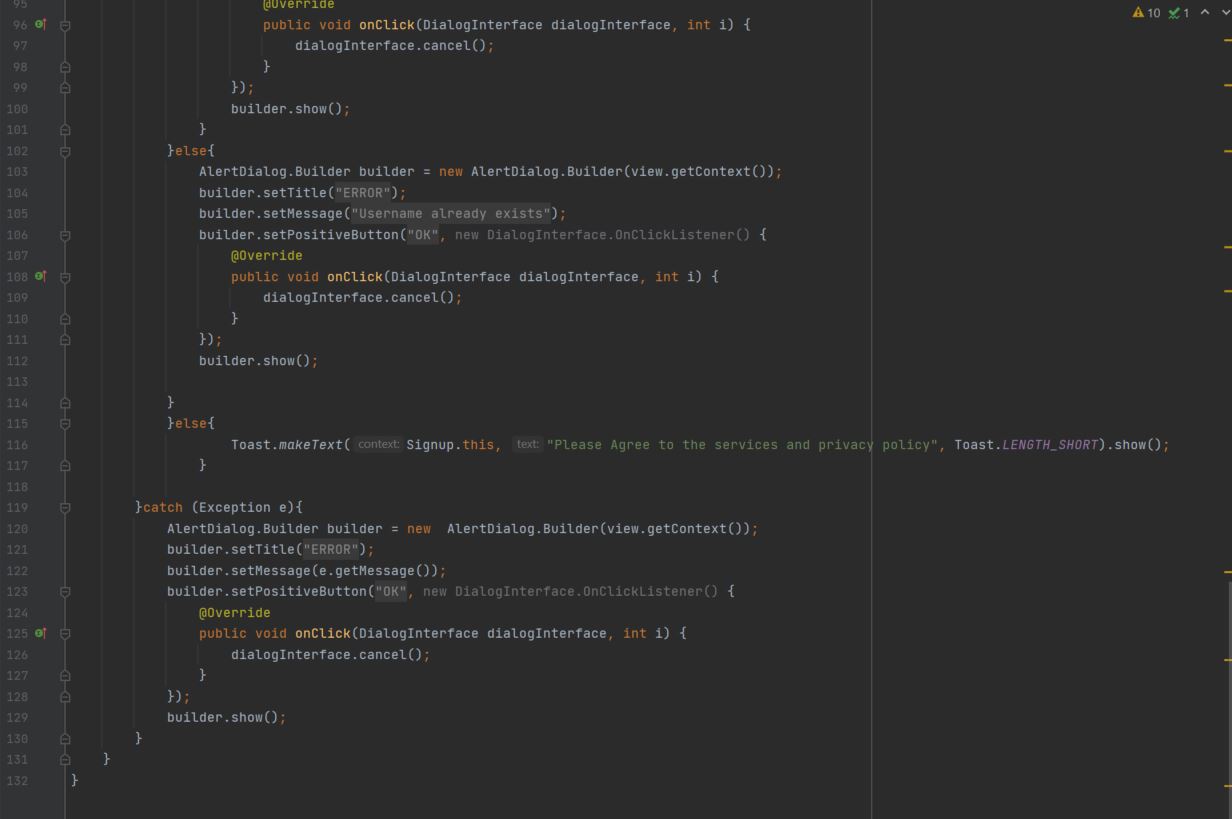 95 @Override
10 1
96 public void onClick(DialogInterface dialogInterface, int i) {
97 dialogInterface.cancel();
98 }
99 });
100 builder.show();
101 }
102 }else{
103 AlertDialog.Builder builder = new AlertDialog.Builder(view.getContext());
104 builder.setTitle("ERROR");
105 builder.setMessage("Username already exists");
106 builder.setPositiveButton("OK", new DialogInterface.OnClickListener() {
107 @Override
108 public void onClick(DialogInterface dialogInterface, int i) {
109 dialogInterface.cancel();
110 }
111 });
112 builder.show();
113
114 }
115 }else{
116 Toast.makeText( context: Signup.this, text: "Please Agree to the services and privacy policy", Toast.LENGTH_SHORT).show();
117 }
118
119 }catch (Exception e){
120 AlertDialog.Builder builder = new  AlertDialog.Builder(view.getContext());
121 builder.setTitle("ERROR");
122 builder.setMessage(e.getMessage());
123 builder.setPositiveButton("OK", new DialogInterface.OnClickListener() {
124 @Override
125 public void onClick(DialogInterface dialogInterface, int i) {
126 dialogInterface.cancel();
127 }
128 });
129 builder.show();
130 }
131 }
132 }